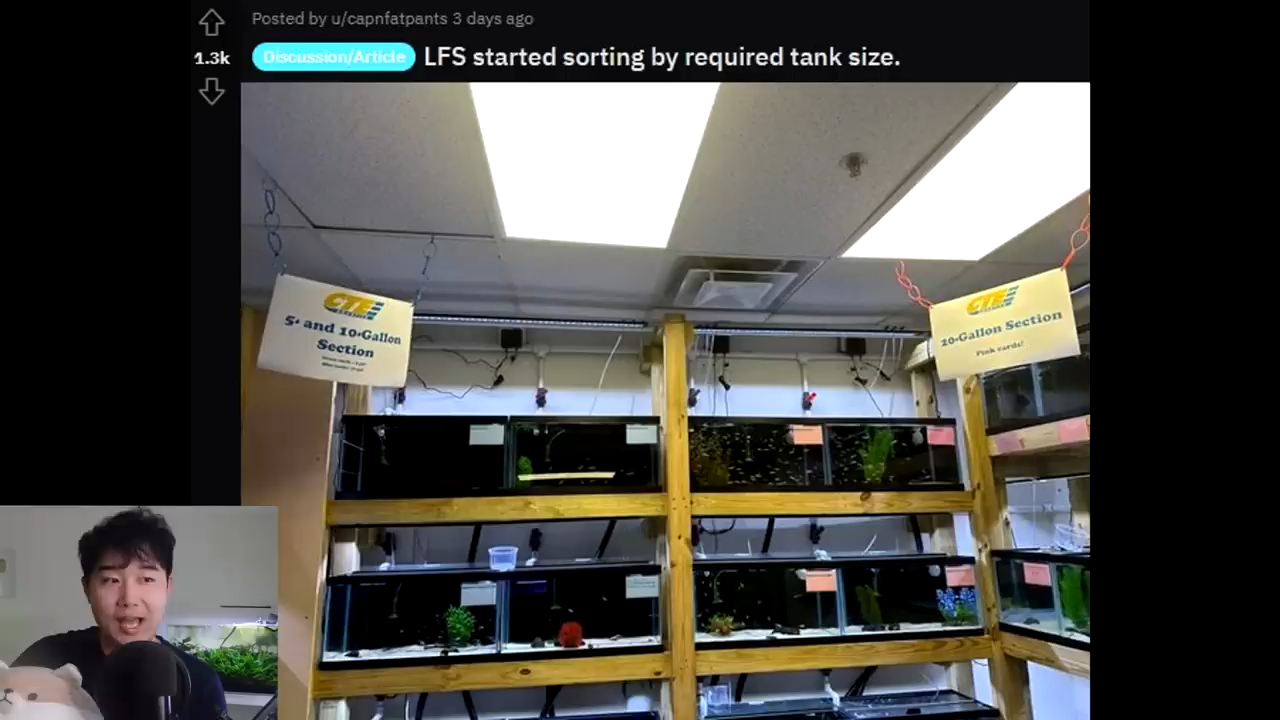 Posted by u/capnfatpants 3 days ago
1.3k
Discussion/Article LFS started sorting by required tank size.
CTE
5- and 10-Gallon
Section
CTE
20-Gallon Section
Pink cards!